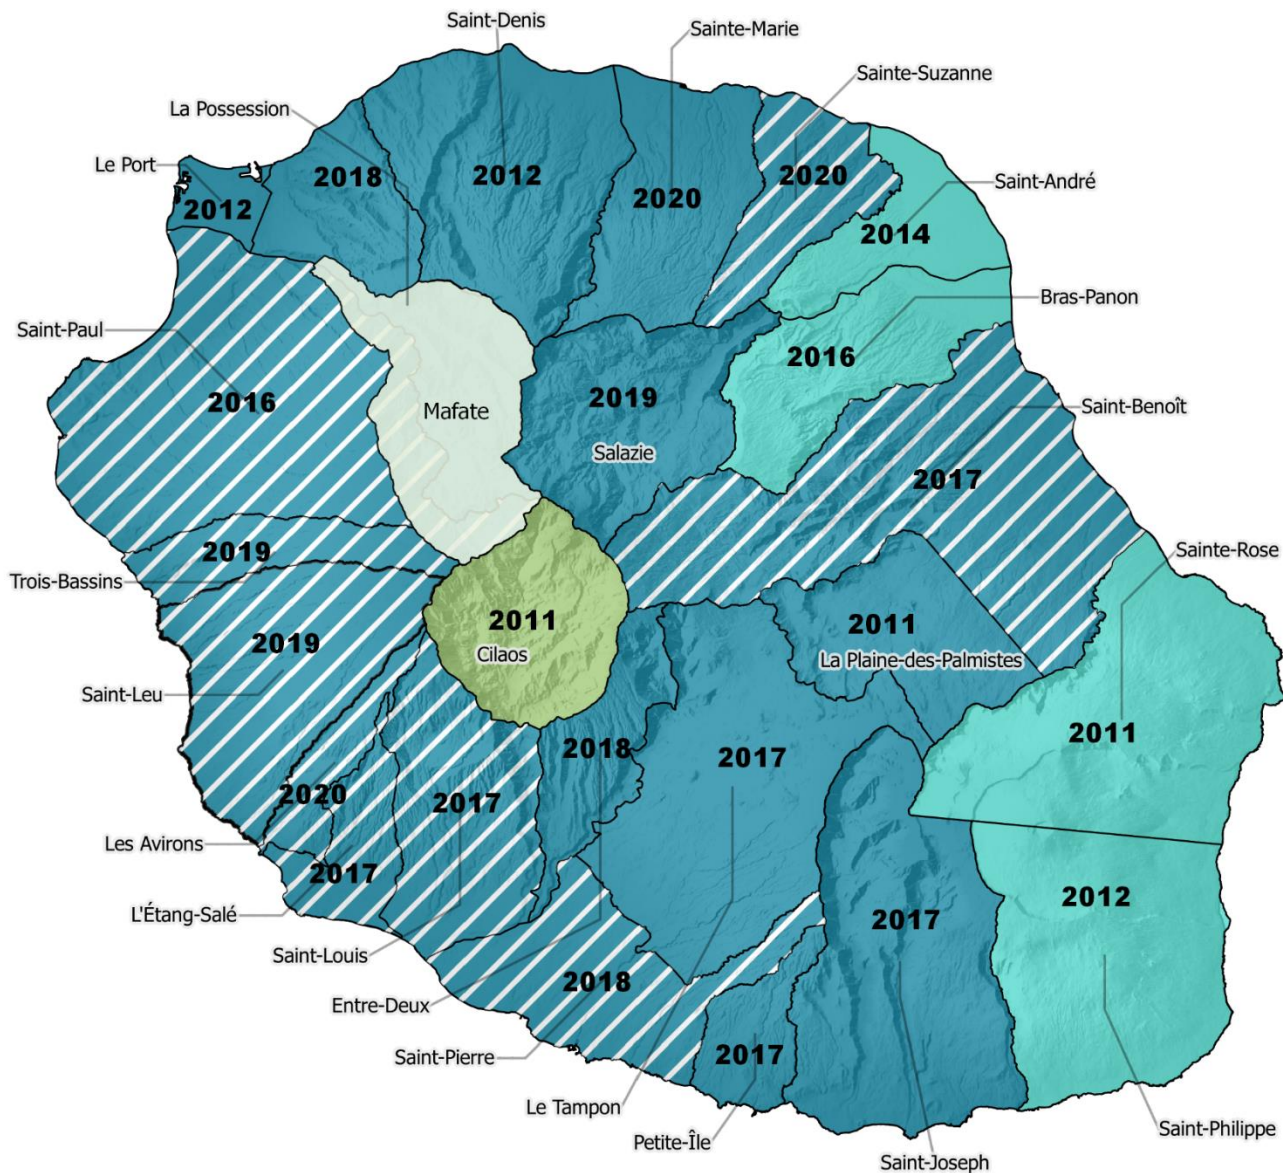 Saint-Denis
Sainte-Marie
Sainte-Suzanne
La Possession
Le Port
2018
2012
2020
2020
Saint-André
2012
2014
Bras-Panon
Saint-Paul
2016
2016
2019
Mafate
Saint-Benoît
Salazie
2017
2019
Sainte-Rose
Trois-Bassins
2011
2011
2019
Cilaos
La Plaine-des-Palmistes
Saint-Leu
2011
2018
2017
2020
2017
Les Avirons
2017
2012
L'Étang-Salé
2017
Saint-Louis
2018
Entre-Deux
Saint-Pierre
2017
Le Tampon
Petite-Île
Saint-Philippe
Saint-Joseph